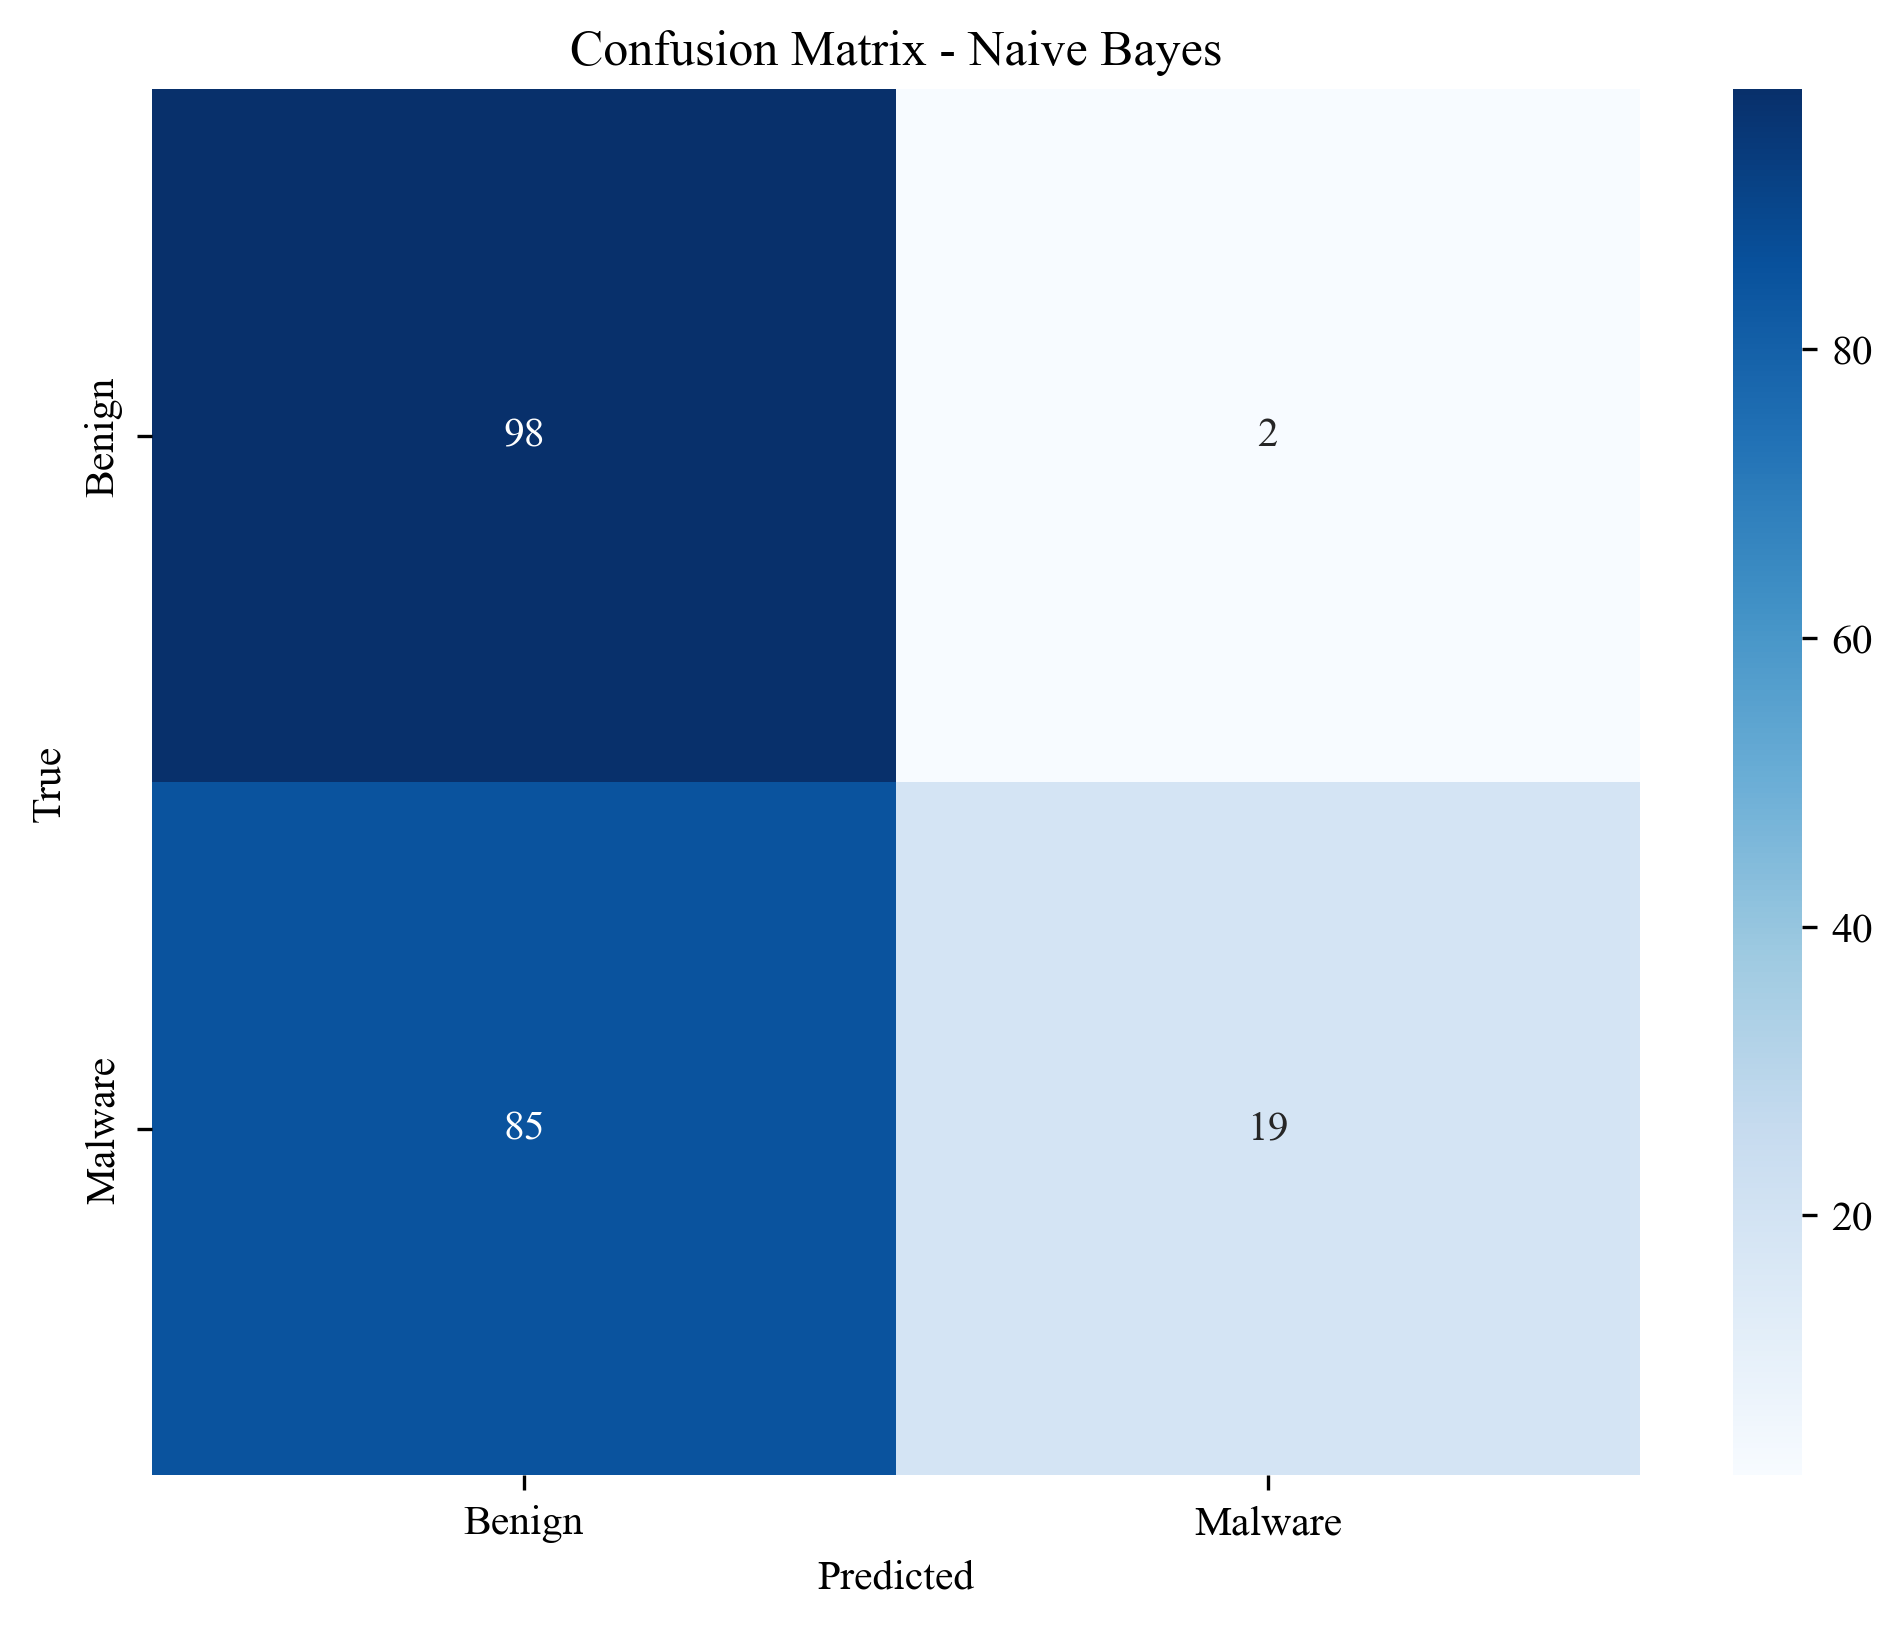 Confusion Matrix - Naive Bayes
True
Benign
Malware
98
2
85
19
Benign
Malware
Predicted
80
60
40
20